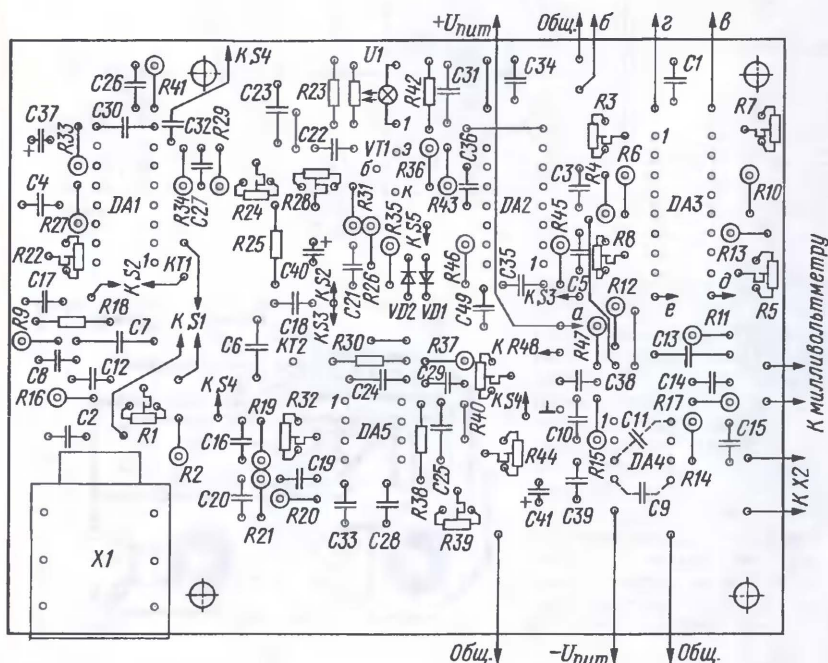 +Uпит Общ. б г в
К S4 U1
C26 R41 C23 R23 R42 C31 C34 C1
C37 C30 C32 R29 R3 R7
+ R33 C22 1 C36
VT1 э R36 1
C4 R34 C27 б C3 R4 R6
R27 DA1 R24 R28 к R43 DA2 DA3 R10
R31 R35 К S5 R45
R22 R25 + R8 R13
1 КТ1 C40 C21 R26 R46 C35 1
К S2 К S2 C5 R12 R5
C17 VD2 VD1 К S3 е д
R18 C18 К S3 C49 а R11
R9 C7 К S1 C6 КТ2 R30 R37 К R48 R47 C13
C8 C12 C24 C29 C38 C14
R16 К S4 1 К S4 ⊥ R17
C2 R1 R19 R32 R40 1 C11
C16 DA5 C10 DA4 C15
R2 C19 R38 C25 R44 R15 R14
C20 C9 К X2
R21 R20 C33 C28 R39 + C41 C39
X1
К милливольтметру
Общ. −Uпит Общ.